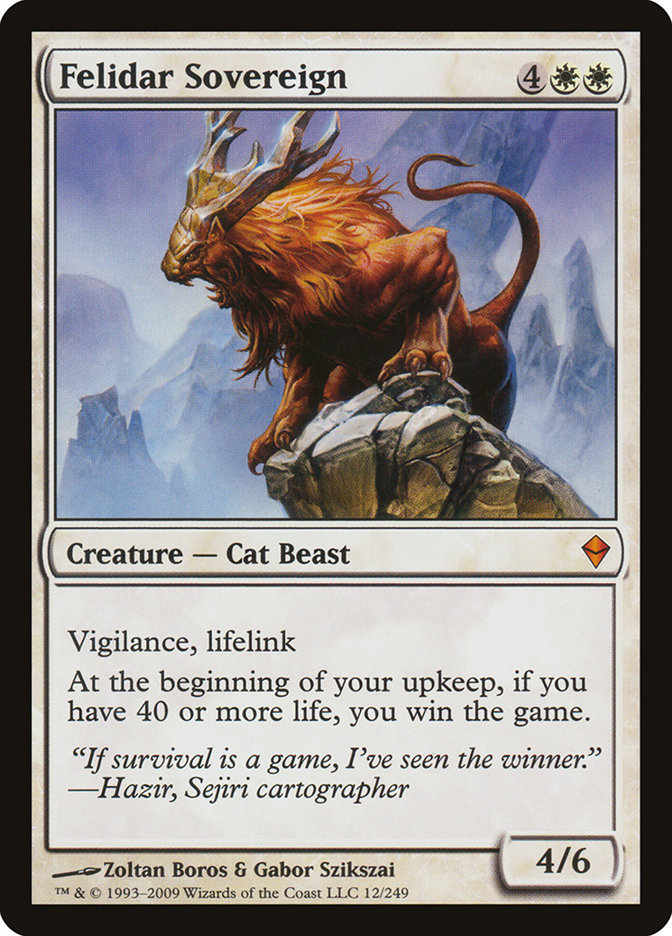 Felidar Sovereign 4
Creature — Cat Beast
Vigilance, lifelink
At the beginning of your upkeep, if you
have 40 or more life, you win the game.
“If survival is a game, I’ve seen the winner.”
—Hazir, Sejiri cartographer
4/6
Zoltan Boros & Gabor Szikszai
™ & © 1993–2009 Wizards of the Coast LLC 12/249